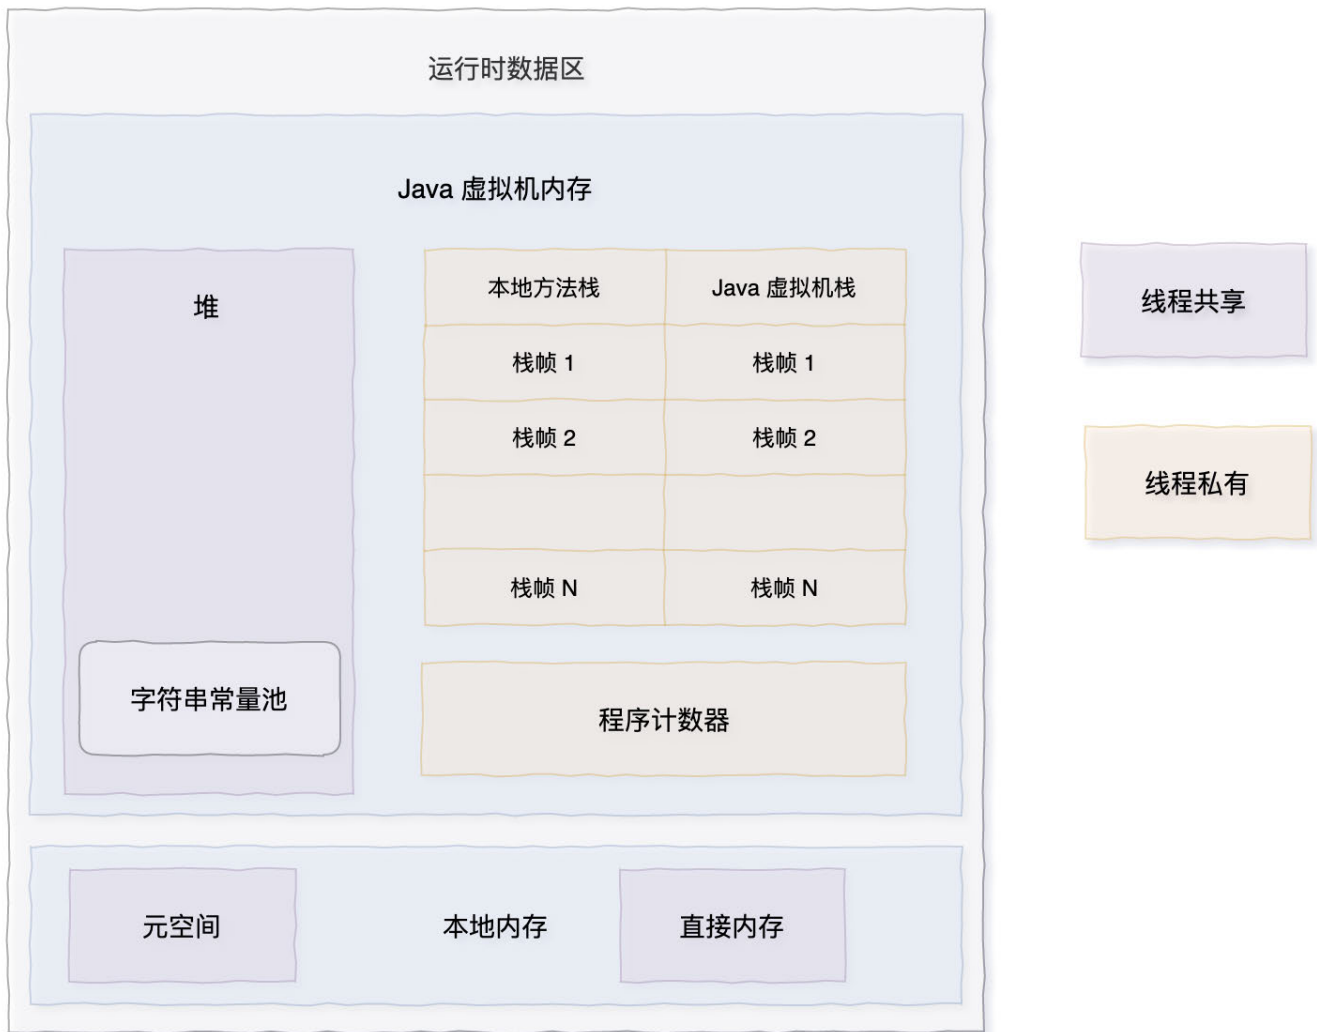 运行时数据区
Java 虚拟机内存
堆
字符串常量池
本地方法栈 Java 虚拟机栈
栈帧 1 栈帧 1
栈帧 2 栈帧 2
栈帧 N 栈帧 N
程序计数器
元空间
本地内存
直接内存
线程共享
线程私有